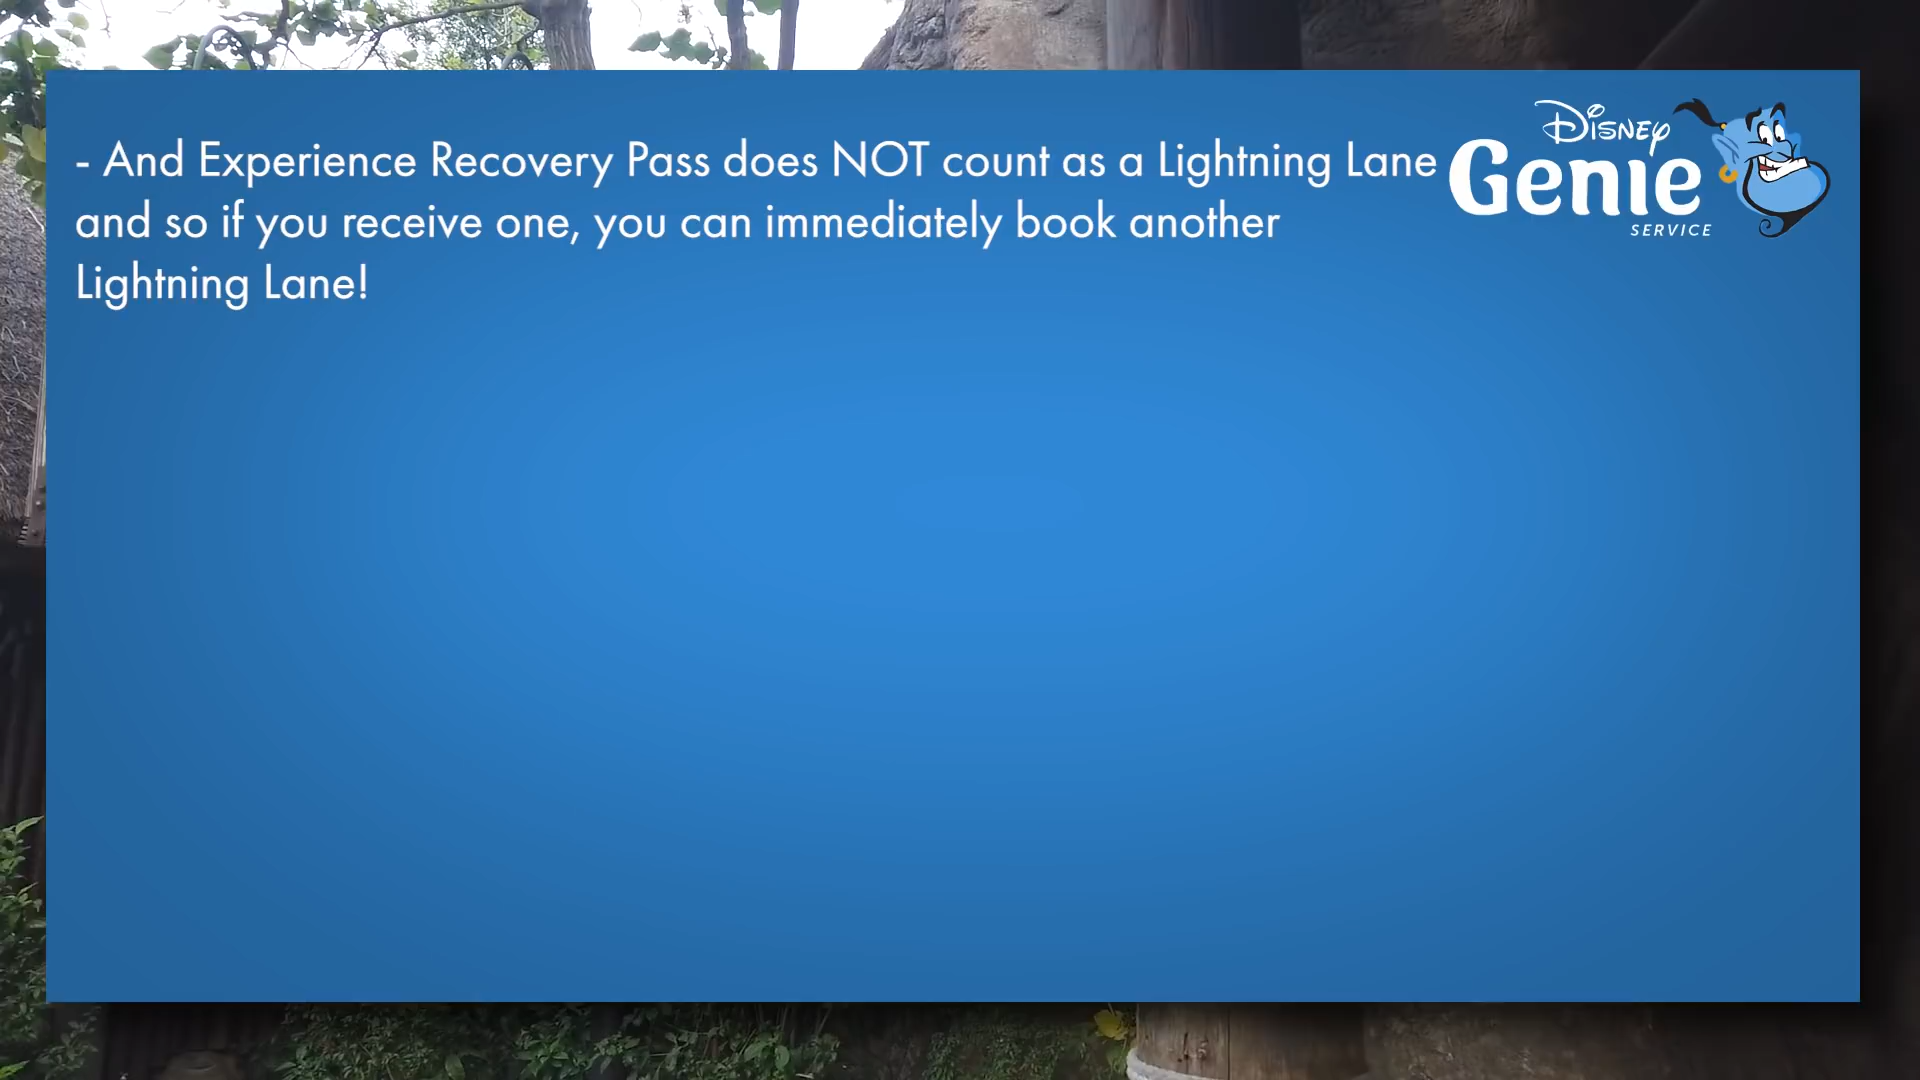 - And Experience Recovery Pass does NOT count as a Lightning Lane
and so if you receive one, you can immediately book another
Lightning Lane!
Disney
Genie
SERVICE